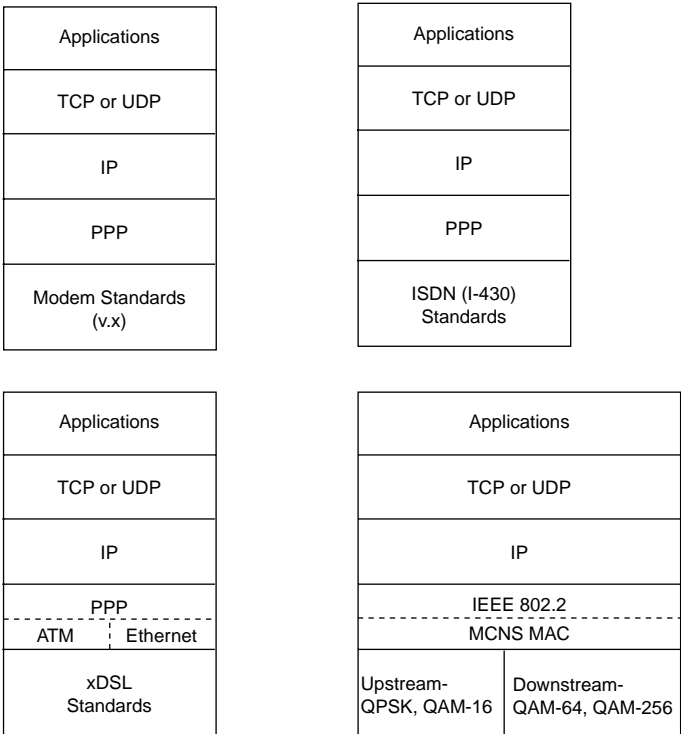 Applications
TCP or UDP
IP
PPP
Modem Standards
(v.x)
Applications
TCP or UDP
IP
PPP
ISDN (I-430)
Standards
Applications
TCP or UDP
IP
PPP
ATM
Ethernet
xDSL
Standards
Applications
TCP or UDP
IP
IEEE 802.2
MCNS MAC
Upstream-
QPSK, QAM-16
Downstream-
QAM-64, QAM-256